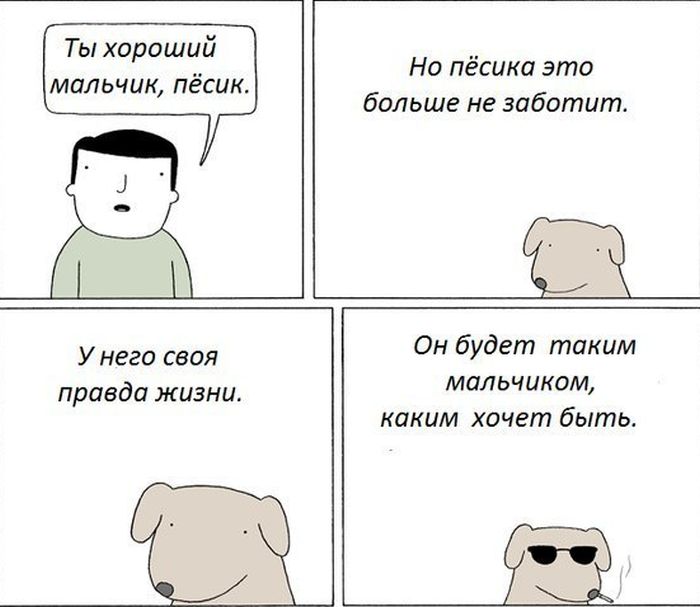 Ты хороший
мальчик, пёсик.
Но пёсика это
больше не заботит.
У него своя
правда жизни.
Он будет таким
мальчиком,
каким хочет быть.